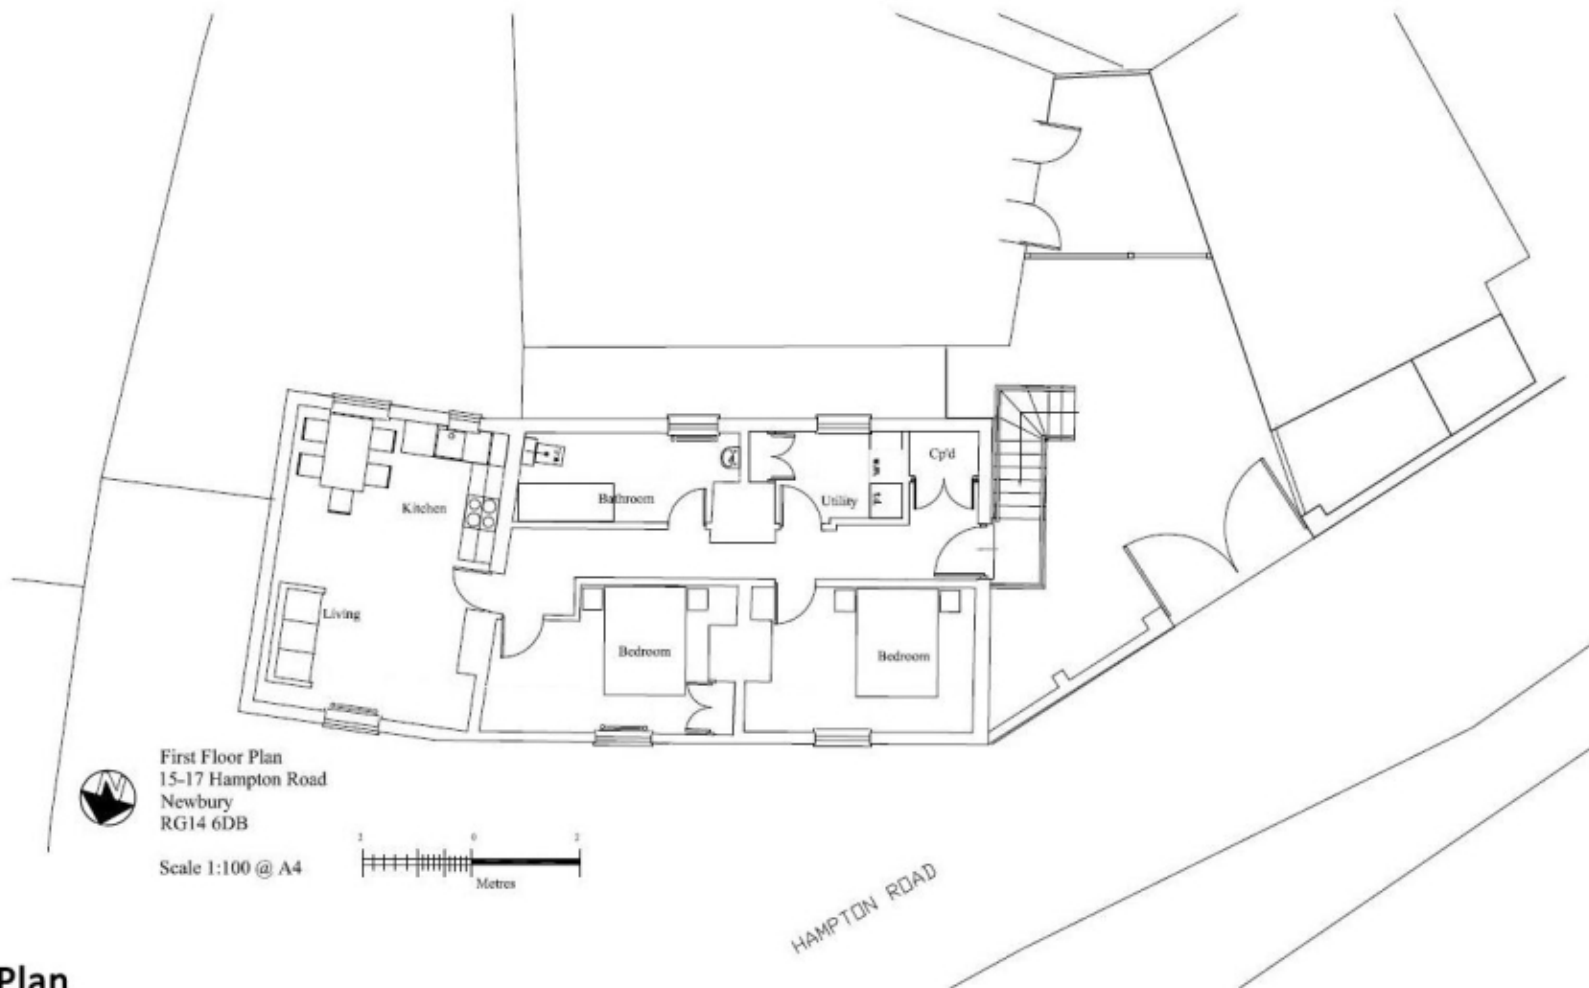 Cp'd
Kitchen
Bathroom
Utility
Living
Bedroom
Bedroom
N
First Floor Plan
15-17 Hampton Road
Newbury
RG14 6DB
Scale 1:100 @ A4
2 0 2
Metres
HAMPTON ROAD
Plan